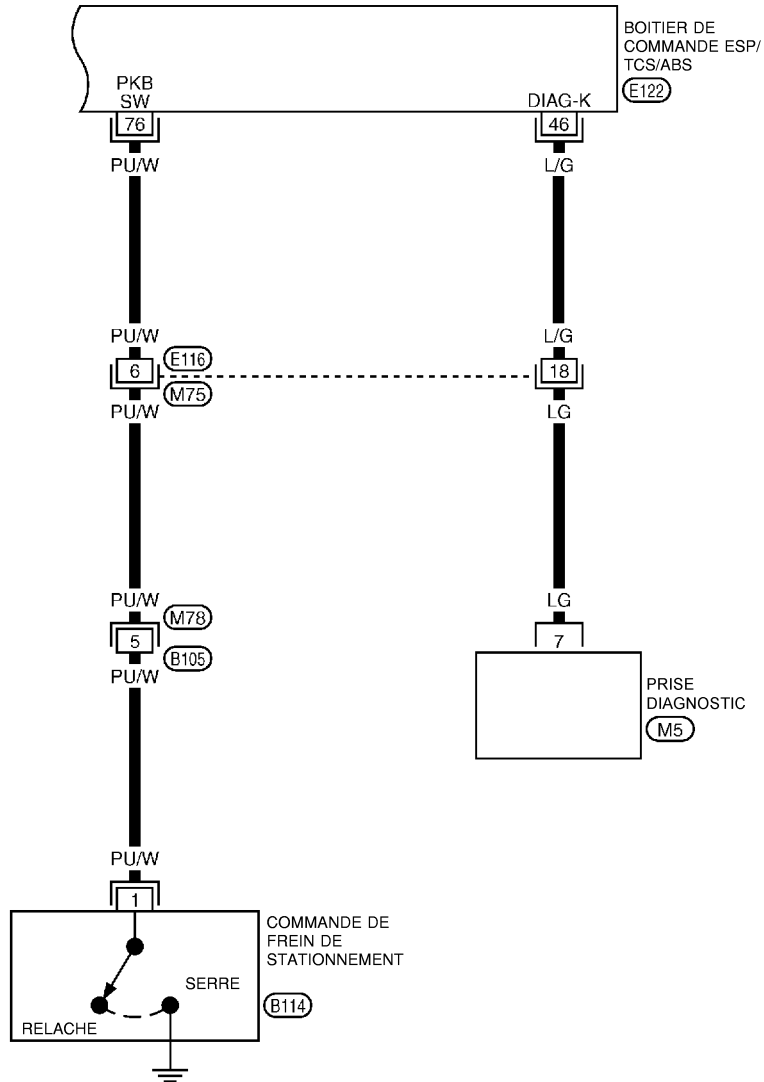 BOITIER DE
COMMANDE ESP/
TCS/ABS
E122
PKB
SW
DIAG-K
76
46
PU/W
L/G
PU/W
L/G
6
E116
18
M75
PU/W
LG
PU/W
LG
M78
5
7
B105
PU/W
PRISE
DIAGNOSTIC
M5
PU/W
1
COMMANDE DE
FREIN DE
STATIONNEMENT
SERRE
B114
RELACHE